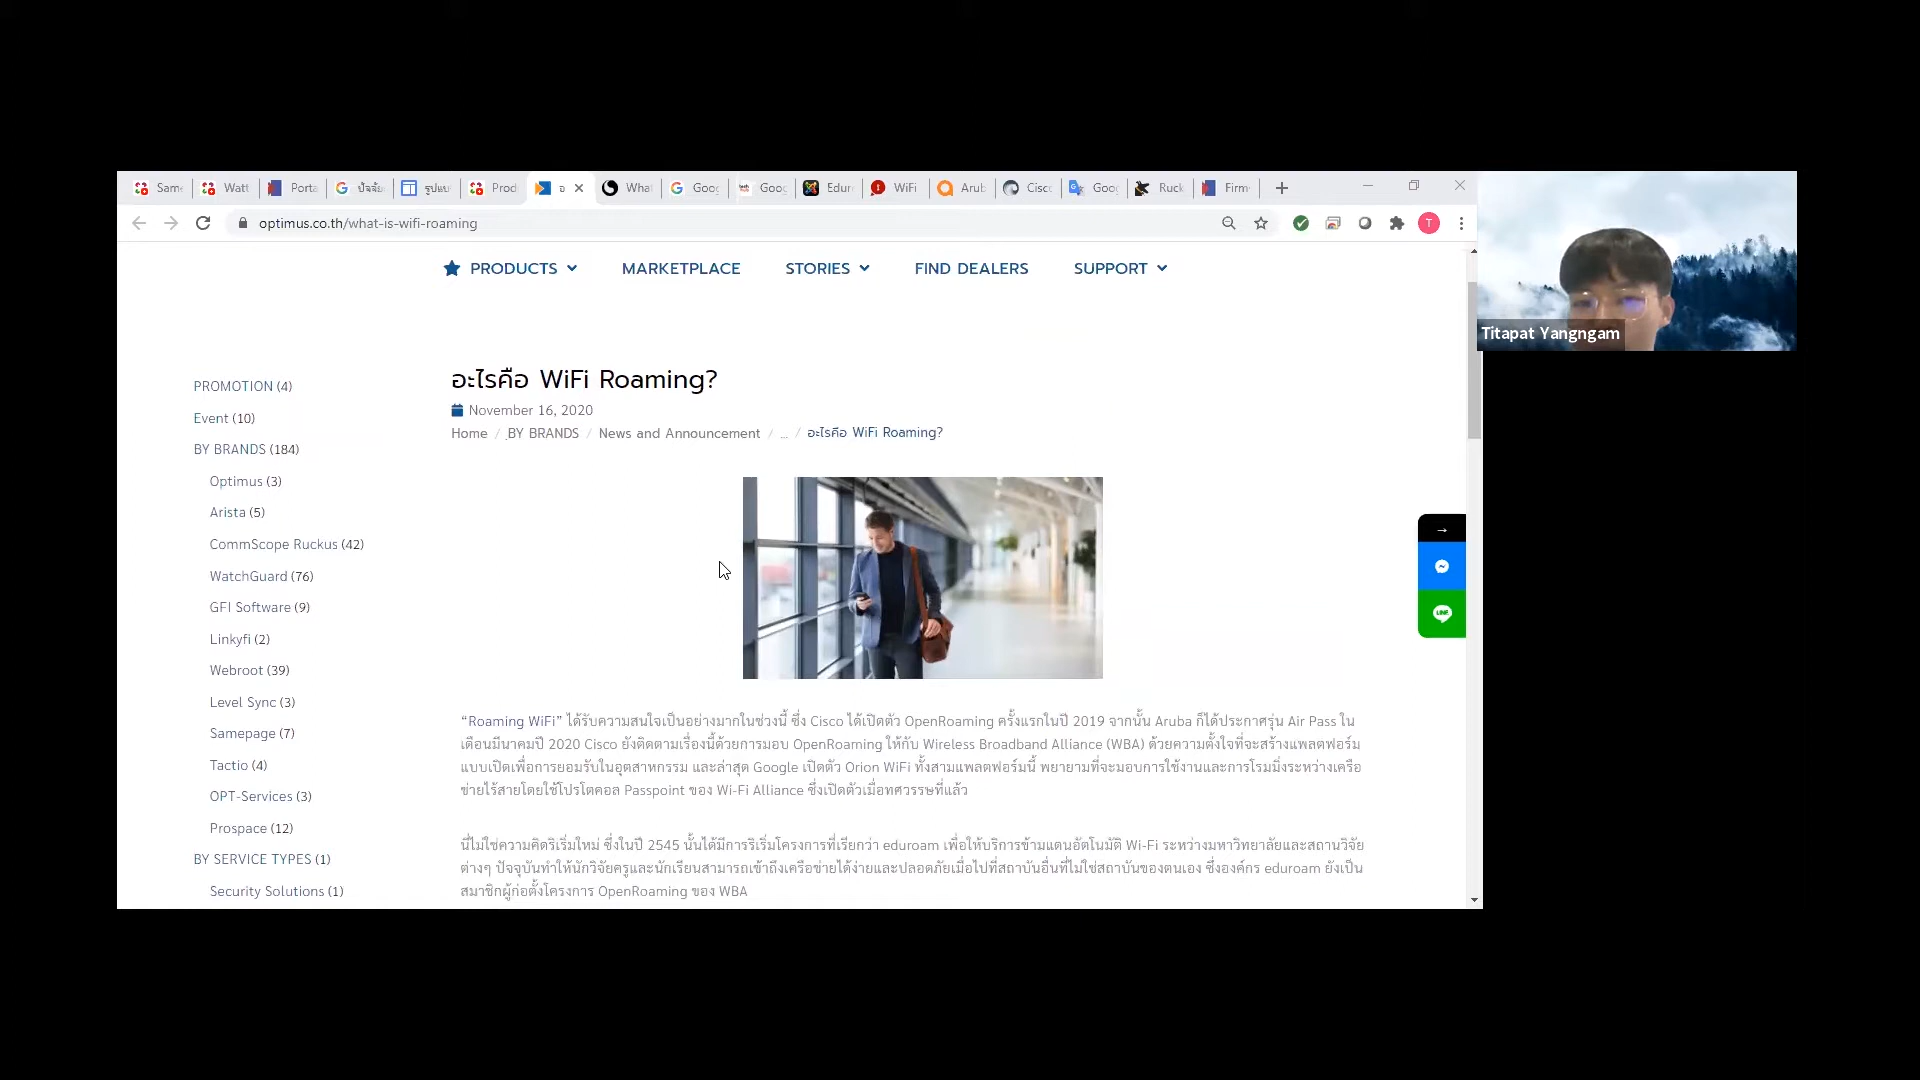 Sam
Watt
Porta
ปัจจัย
รูปแบ
Prod
อ
What
Goog
Goog
Edur
WiFi
Arub
Cisco
Goog
Ruck
Firm
optimus.co.th/what-is-wifi-roaming
T
PRODUCTS
MARKETPLACE
STORIES
FIND DEALERS
SUPPORT
Titapat Yangngam
อะไรคือ WiFi Roaming?
November 16, 2020
Home / BY BRANDS / News and Announcement / ... / อะไรคือ WiFi Roaming?
PROMOTION (4)
Event (10)
BY BRANDS (184)
Optimus (3)
Arista (5)
CommScope Ruckus (42)
WatchGuard (76)
GFI Software (9)
Linkyfi (2)
Webroot (39)
Level Sync (3)
Samepage (7)
Tactio (4)
OPT-Services (3)
Prospace (12)
BY SERVICE TYPES (1)
Security Solutions (1)
LINE
“Roaming WiFi” ได้รับความสนใจเป็นอย่างมากในช่วงนี้ ซึ่ง Cisco ได้เปิดตัว OpenRoaming ครั้งแรกในปี 2019 จากนั้น Aruba ก็ได้ประกาศรุ่น Air Pass ใน
เดือนมีนาคมปี 2020 Cisco ยังติดตามเรื่องนี้ด้วยการมอบ OpenRoaming ให้กับ Wireless Broadband Alliance (WBA) ด้วยความตั้งใจที่จะสร้างแพลตฟอร์ม
แบบเปิดเพื่อการยอมรับในอุตสาหกรรม และล่าสุด Google เปิดตัว Orion WiFi ทั้งสามแพลตฟอร์มนี้ พยายามที่จะมอบการใช้งานและการโรมมิ่งระหว่างเครือ
ข่ายไร้สายโดยใช้โปรโตคอล Passpoint ของ Wi-Fi Alliance ซึ่งเปิดตัวเมื่อทศวรรษที่แล้ว
นี่ไม่ใช่ความคิดริเริ่มใหม่ ซึ่งในปี 2545 นั้นได้มีการริเริ่มโครงการที่เรียกว่า eduroam เพื่อให้บริการข้ามแดนอัตโนมัติ Wi-Fi ระหว่างมหาวิทยาลัยและสถานวิจัย
ต่างๆ ปัจจุบันทำให้นักวิจัยครูและนักเรียนสามารถเข้าถึงเครือข่ายได้ง่ายและปลอดภัยเมื่อไปที่สถาบันอื่นที่ไม่ใช่สถาบันของตนเอง ซึ่งองค์กร eduroam ยังเป็น
สมาชิกผู้ก่อตั้งโครงการ OpenRoaming ของ WBA